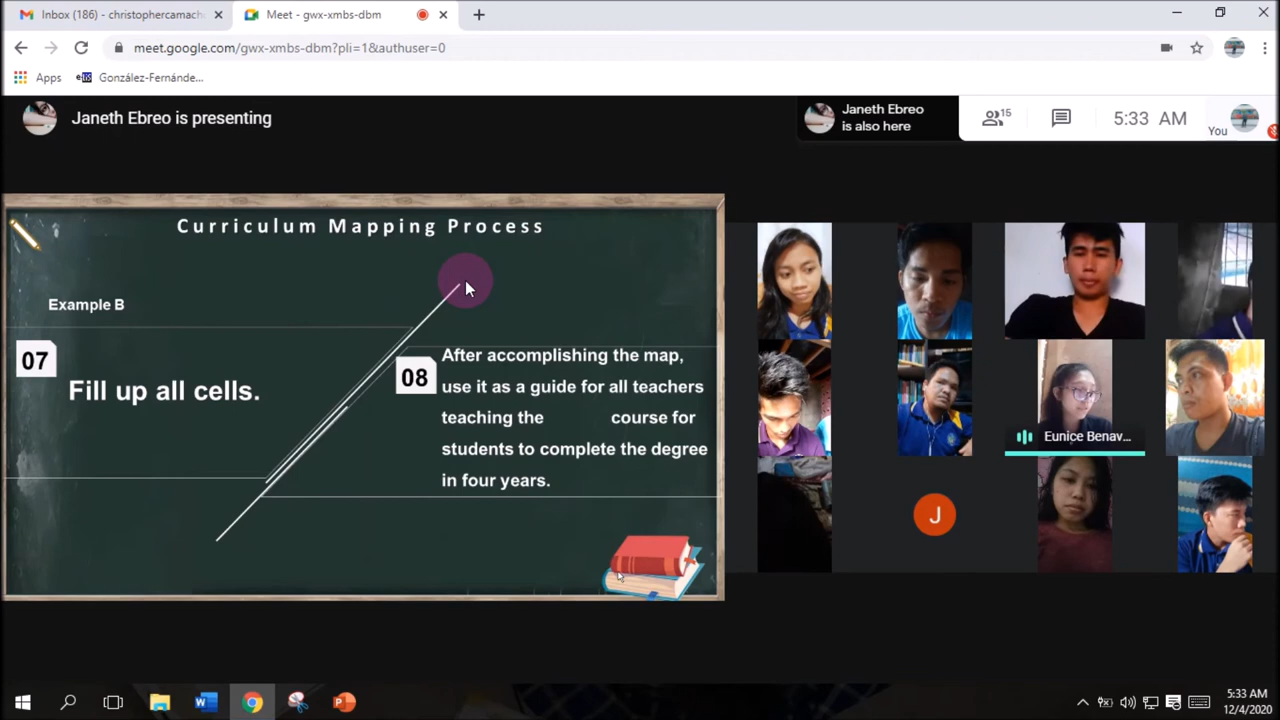 Inbox (186) - christophercamach
Meet - gwx-xmbs-dbm
meet.google.com/gwx-xmbs-dbm?pli=1&authuser=0
Apps
González-Fernánde...
Janeth Ebreo is presenting
Janeth Ebreo
is also here
15
5:33 AM
You
Curriculum Mapping Process
Example B
07
Fill up all cells.
08
After accomplishing the map,
use it as a guide for all teachers
teaching the course for
students to complete the degree
in four years.
Eunice Benav...
J
5:33 AM
12/4/2020